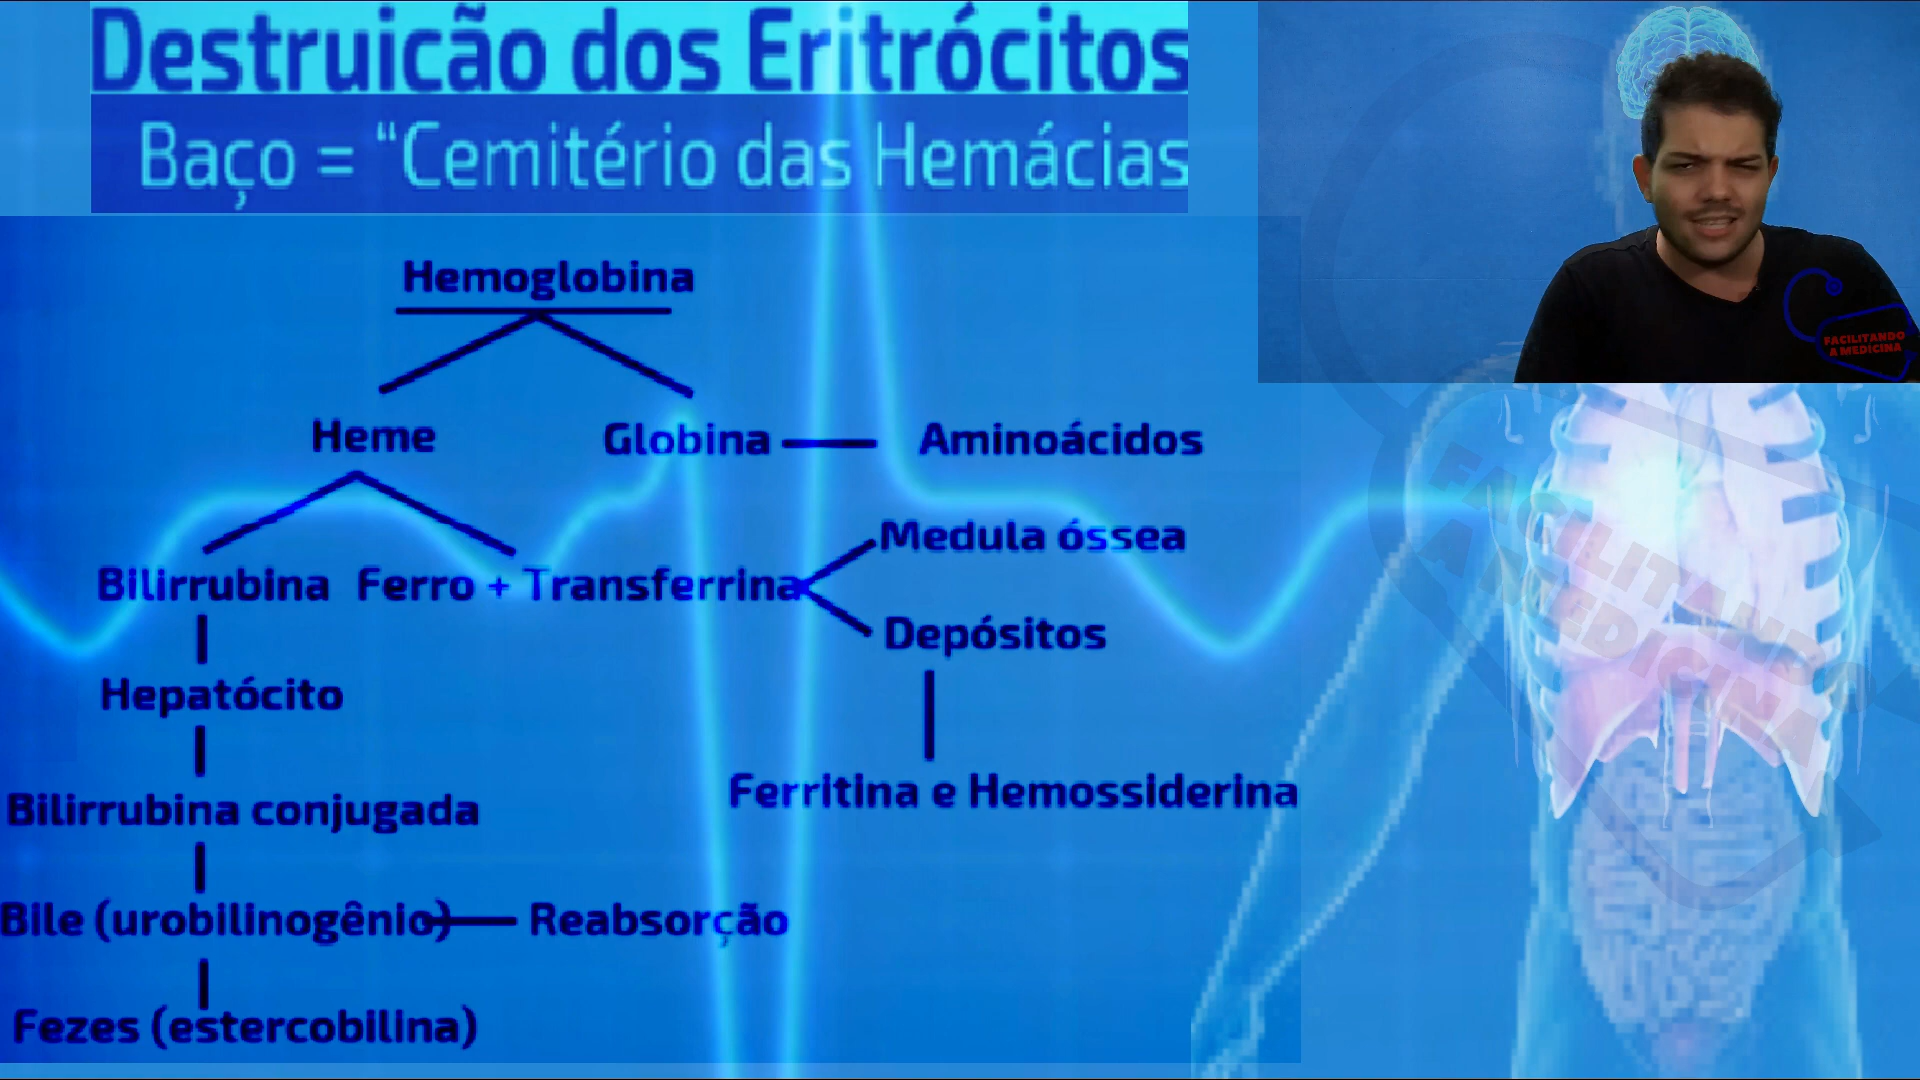 Destruicão dos Eritrócitos
Baço = “Cemitério das Hemácias
Hemoglobina
Heme
Globina
Aminoácidos
Medula óssea
Bilirrubina
Ferro + Transferrina
Depósitos
Hepatócito
Ferritina e Hemossiderina
Bilirrubina conjugada
Bile (urobilinogênio)
Reabsorção
Fezes (estercobilina)
FACILITANDO
A MEDICINA
FACILITANDO
A MEDICINA